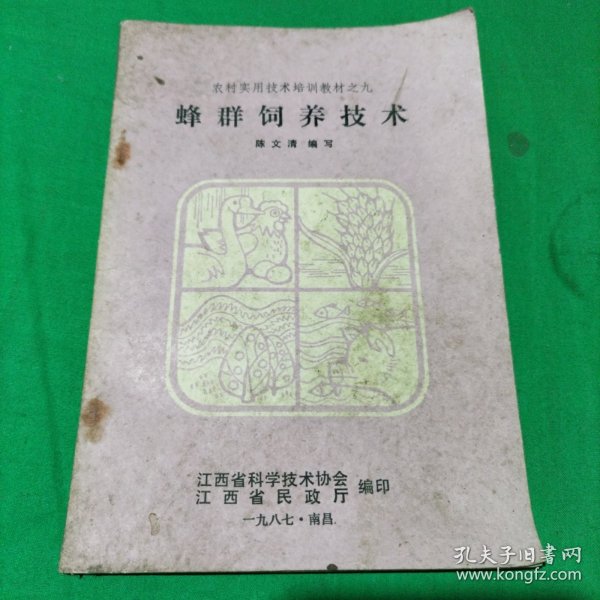 农村实用技术培训教材之九
蜂群饲养技术
陈文清 编写
江西省科学技术协会
江西省民政厅
编印
一九八七·南昌
孔夫子旧书网
www.kongfz.com